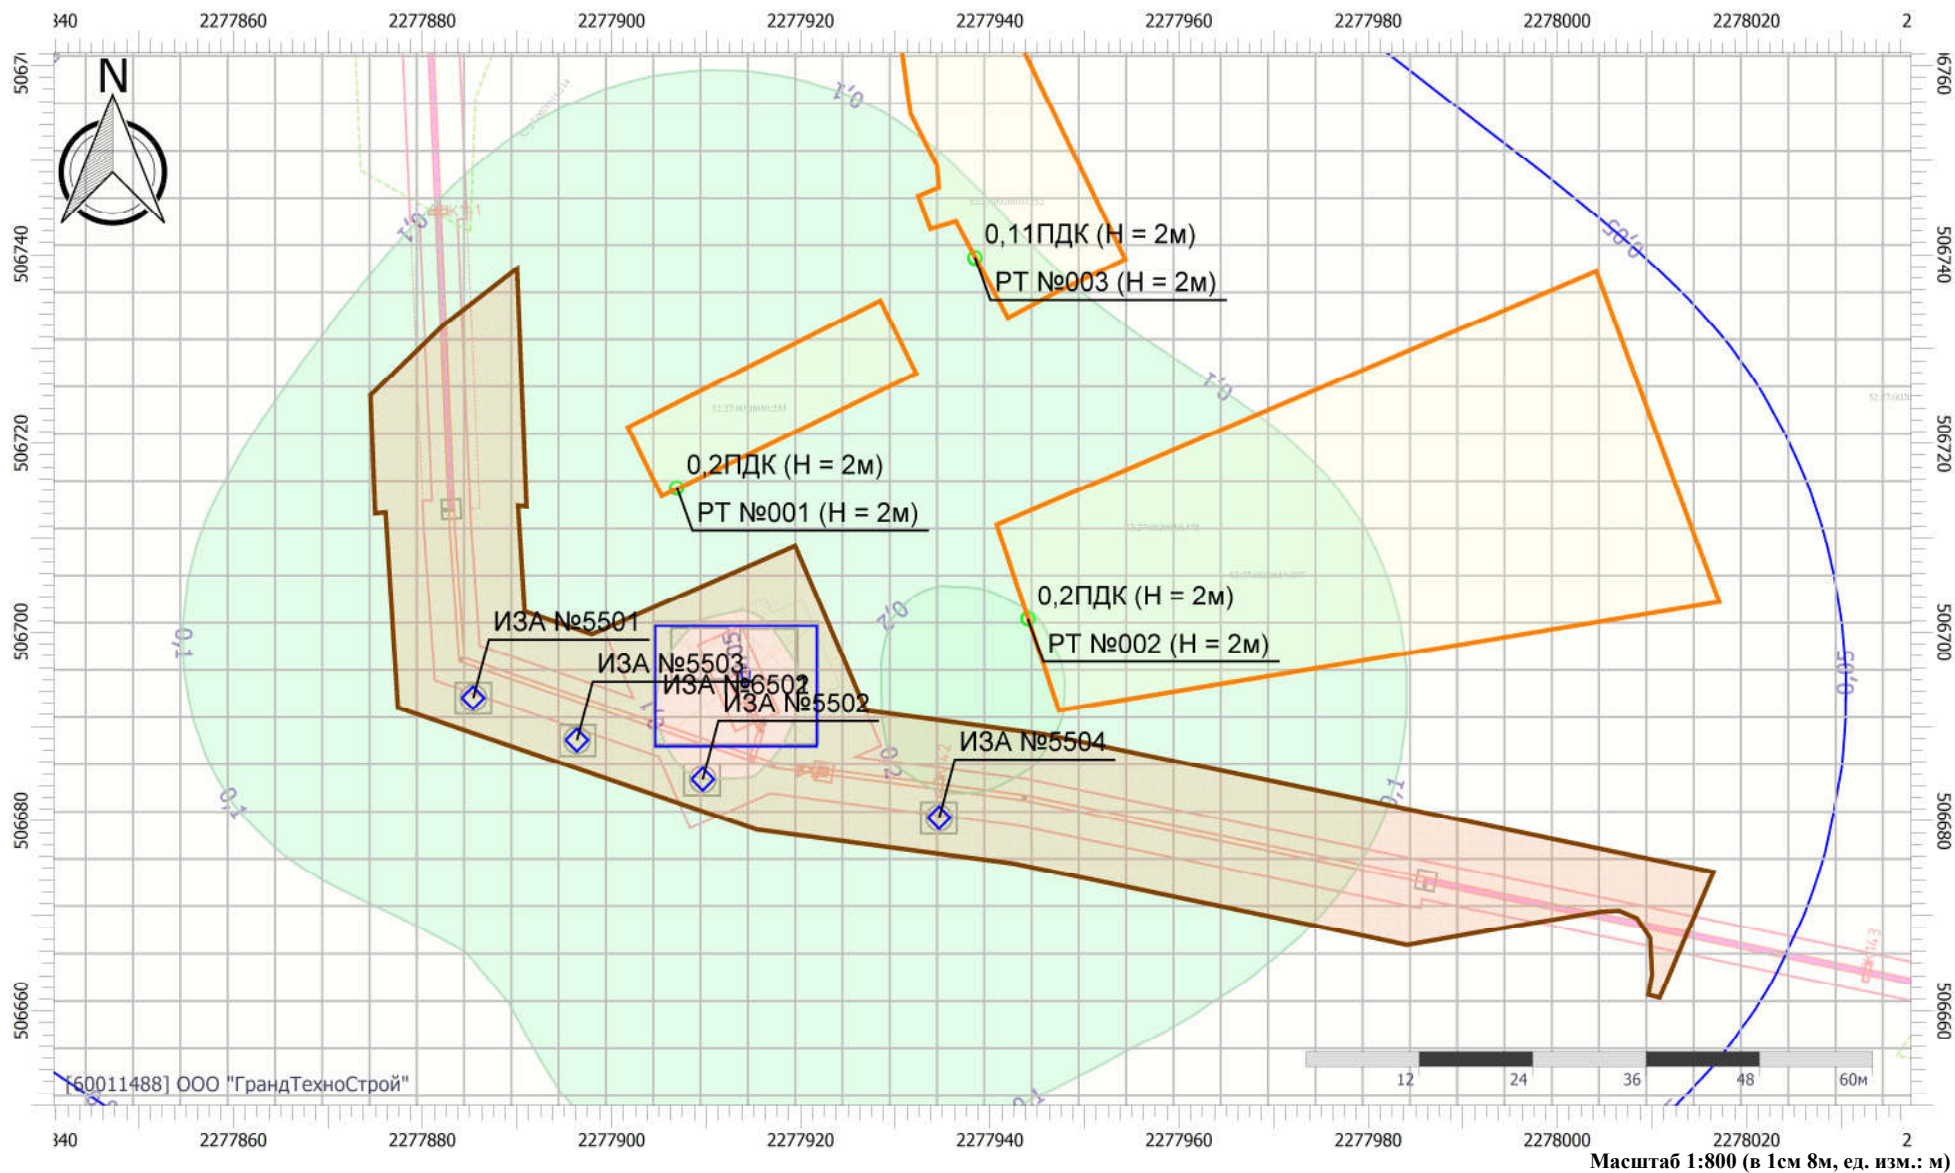 340 2277860 2277880 2277900 2277920 2277940 2277960 2277980 2278000 2278020 2
N
5067
506740
506720
506700
506680
506660
6760
506740
506720
506700
506680
506660
0,1
0,1
0,05
0,11ПДК (H = 2м)
РТ №003 (H = 2м)
0,1
0,2ПДК (H = 2м)
РТ №001 (H = 2м)
0,2ПДК (H = 2м)
РТ №002 (H = 2м)
0,2
ИЗА №5501
0,1
ИЗА №5503
0,05
ИЗА №5502
ИЗА №5504
0,2
0,1
0,1
0,1
12 24 36 48 60м
[60011488] ООО "ГрандТехноСтрой"
340 2277860 2277880 2277900 2277920 2277940 2277960 2277980 2278000 2278020 2
Масштаб 1:800 (в 1см 8м, ед. изм.: м)